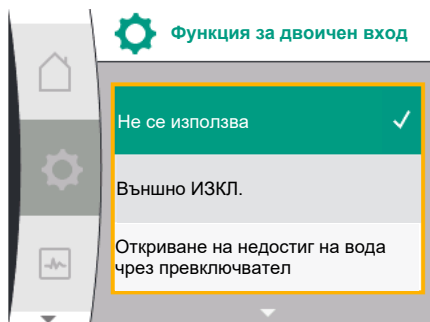 Функция за двоичен вход
Не се използва
Външно ИЗКЛ.
Откриване на недостиг на вода
чрез превключвател